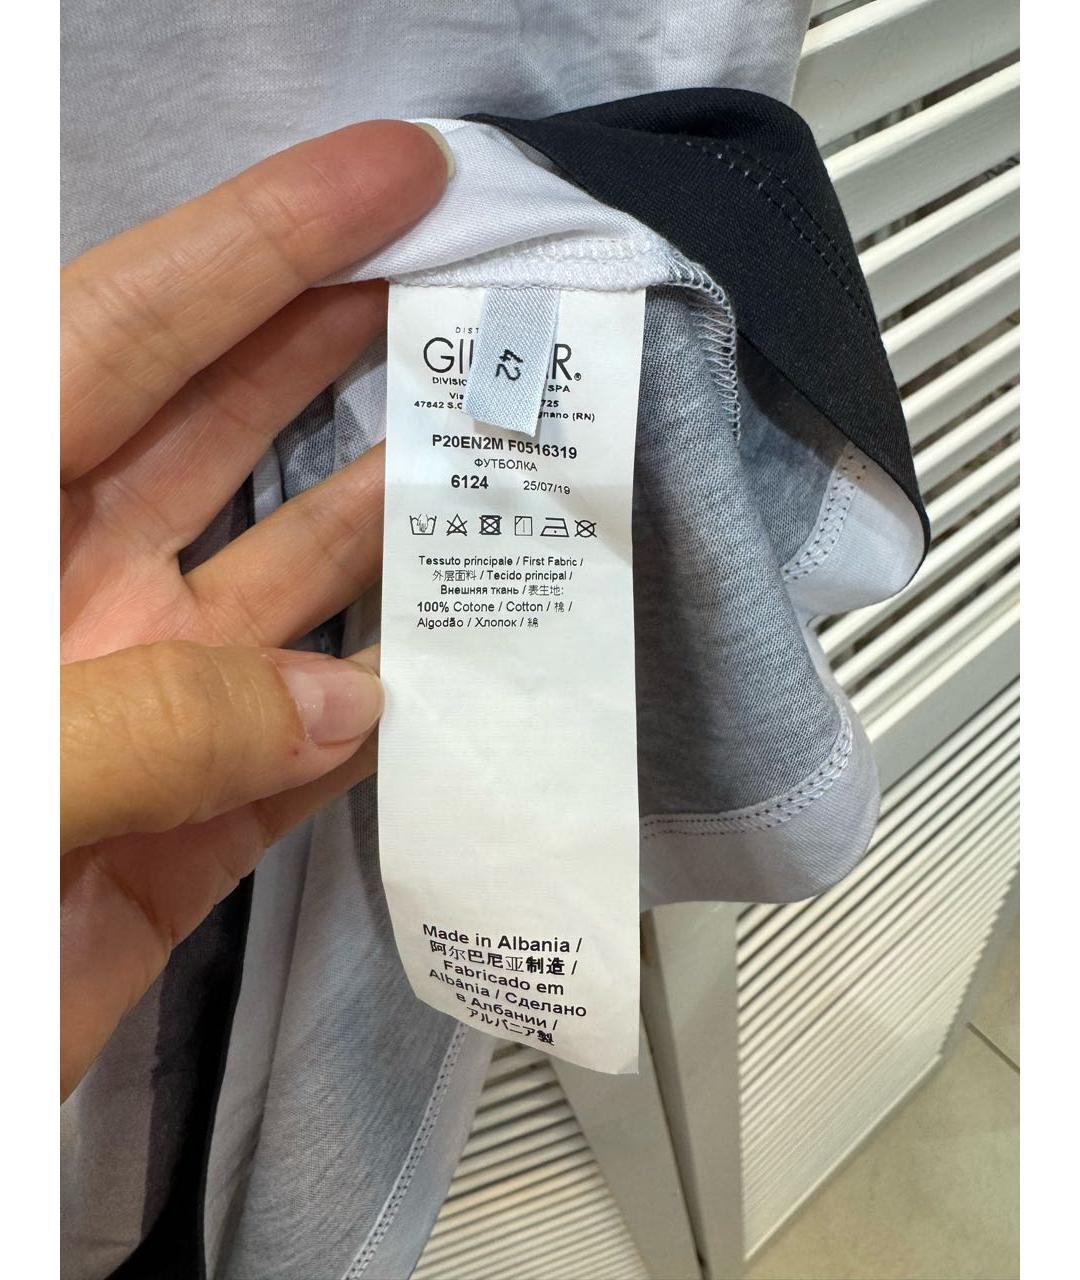 42
P20EN2M F0516319
ФУТБОЛКА
6124 25/07/19
Tessuto principale / First Fabric /
外层面料 / Tecido principal /
Внешняя ткань / 表生地:
100% Cotone / Cotton / 棉 /
Algodão / Хлопок / 綿
Made in Albania /
阿尔巴尼亚制造 /
Fabricado em
Albânia / Сделано
в Албании /
アルバニア製